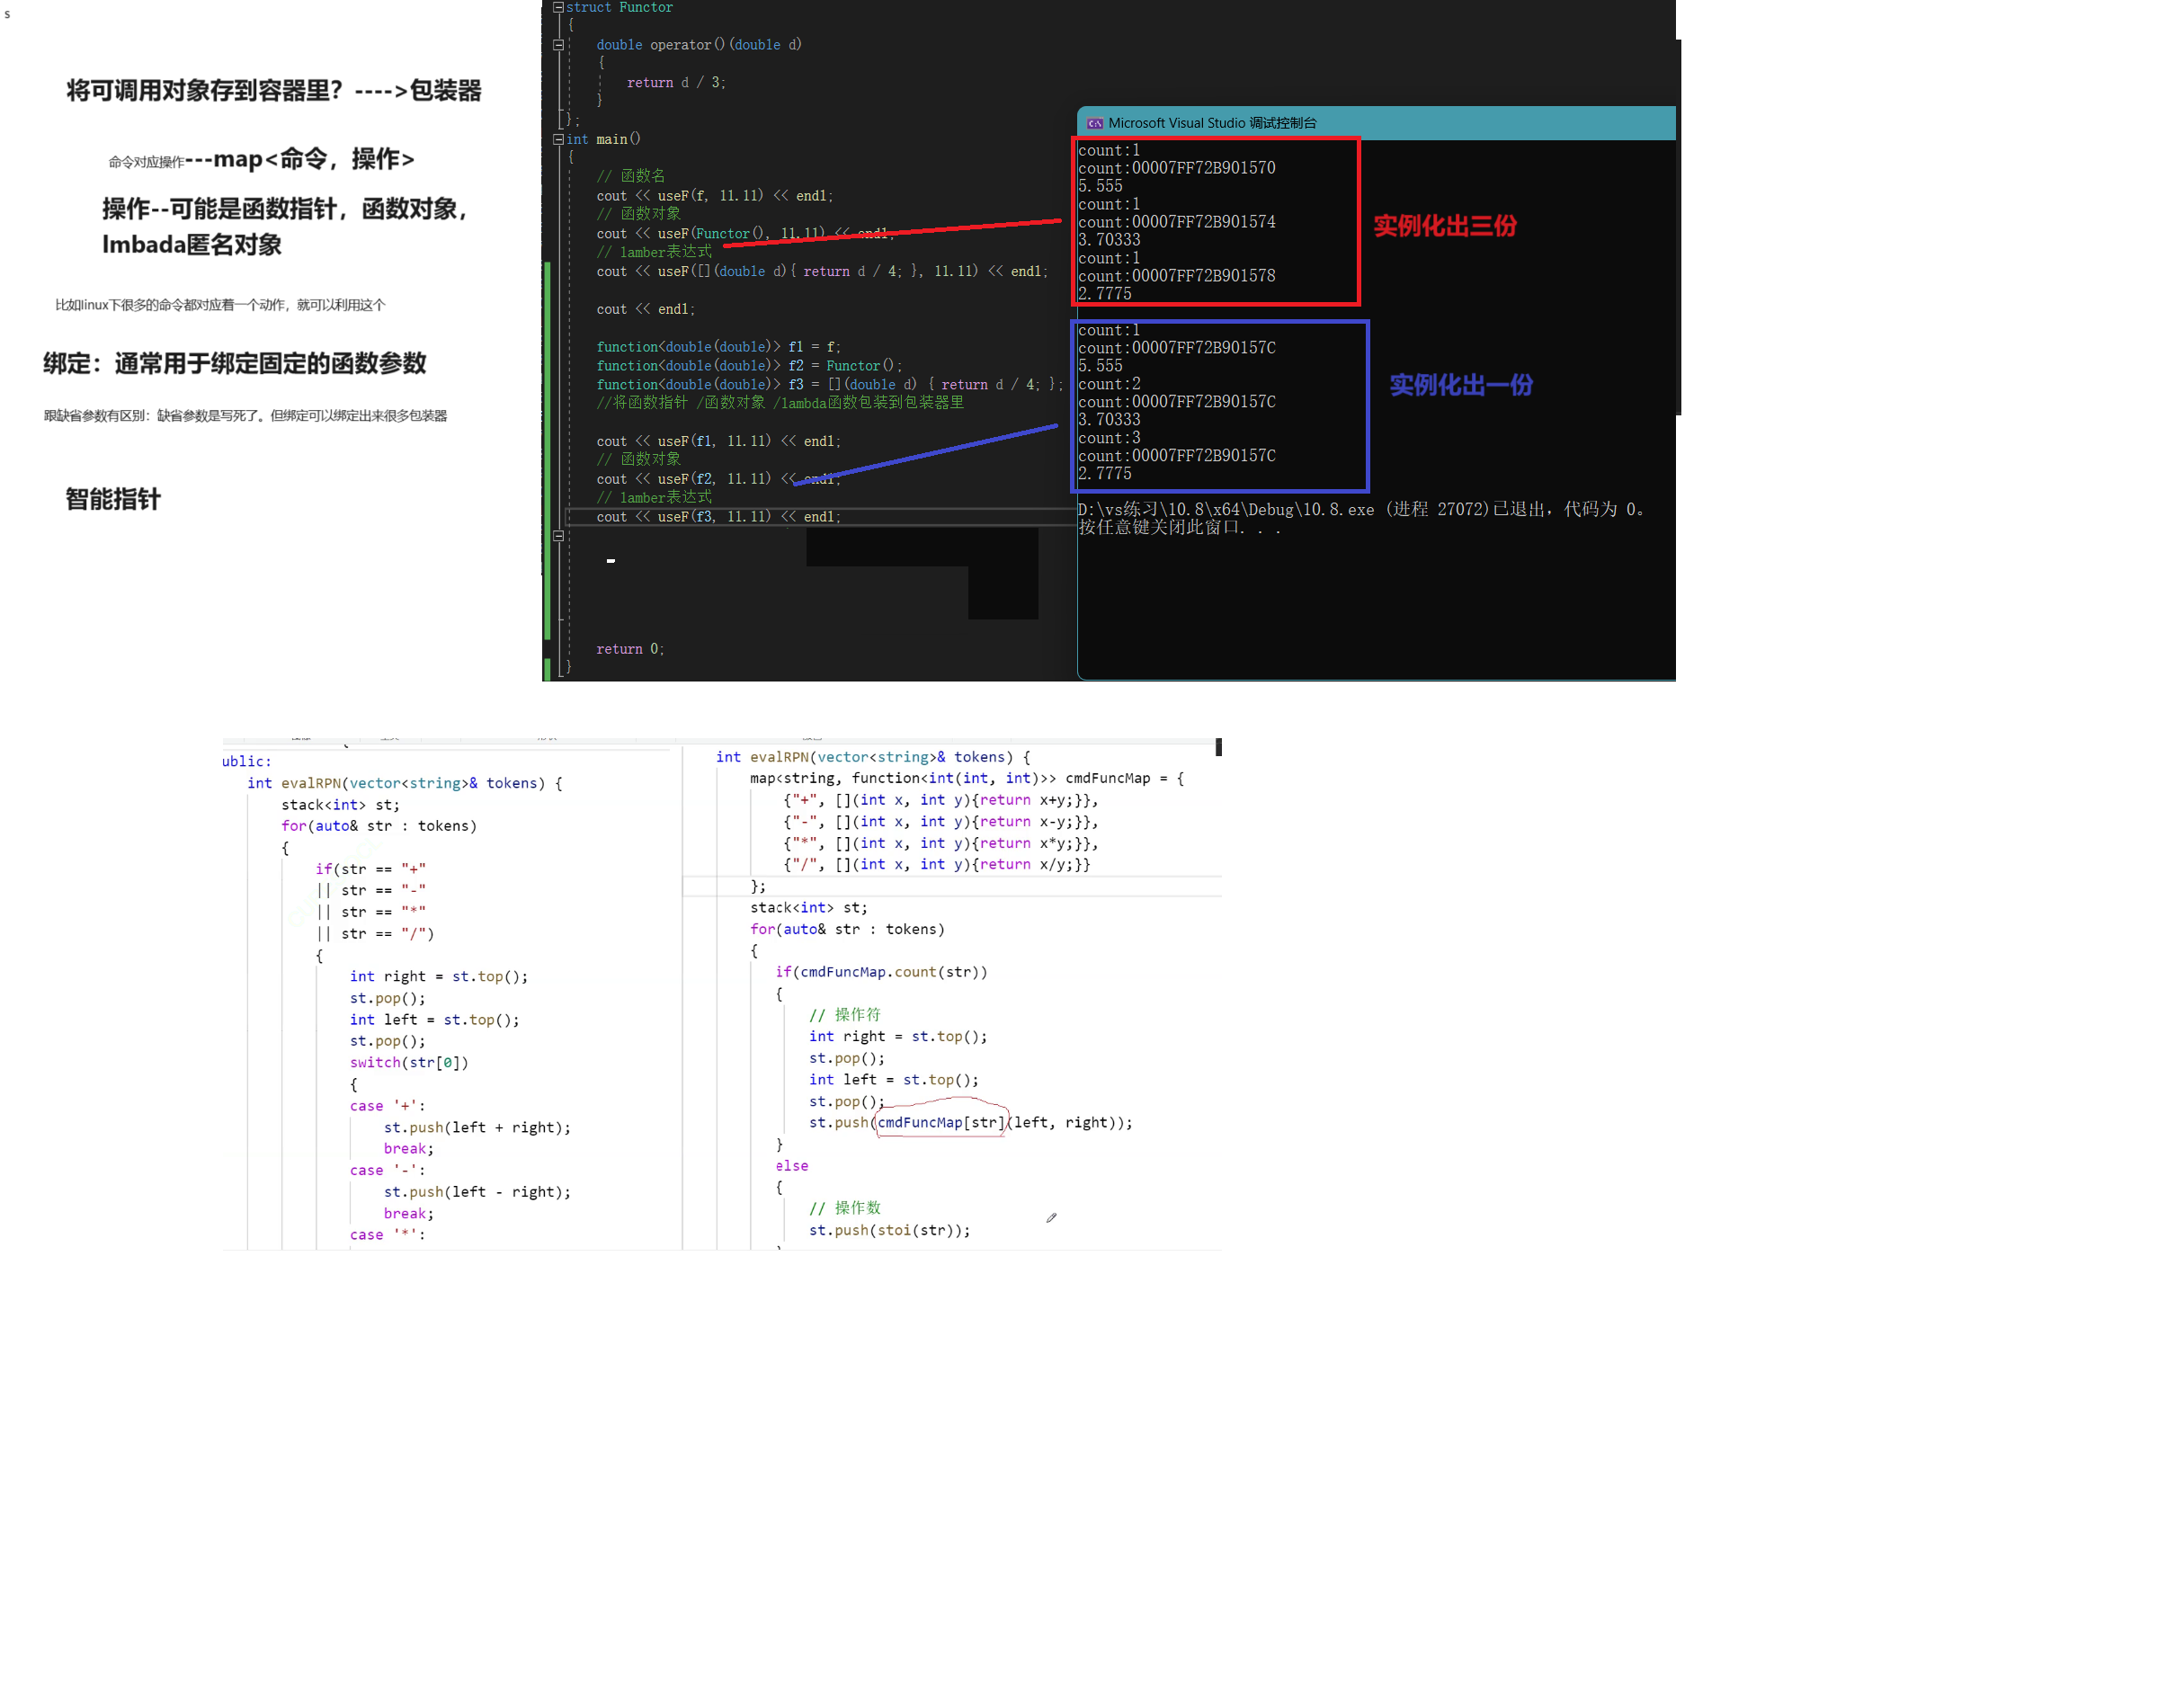 s
将可调用对象存到容器里？---->包装器
命令对应操作---map<命令，操作>
操作--可能是函数指针，函数对象，
lmbada匿名对象
比如linux下很多的命令都对应着一个动作，就可以利用这个
绑定：通常用于绑定固定的函数参数
跟缺省参数有区别：缺省参数是写死了。但绑定可以绑定出来很多包装器
智能指针
struct Functor
{
double operator()(double d)
{
return d / 3;
}
};
int main()
{
// 函数名
cout << useF(f, 11.11) << endl;
// 函数对象
cout << useF(Functor(), 11.11) << endl;
// lamber表达式
cout << useF([](double d){ return d / 4; }, 11.11) << endl;
cout << endl;
function<double(double)> f1 = f;
function<double(double)> f2 = Functor();
function<double(double)> f3 = [](double d) { return d / 4; };
//将函数指针 /函数对象 /lambda函数包装到包装器里
cout << useF(f1, 11.11) << endl;
// 函数对象
cout << useF(f2, 11.11) << endl;
// lamber表达式
cout << useF(f3, 11.11) << endl;
return 0;
}
Microsoft Visual Studio 调试控制台
count:1
count:00007FF72B901570
5.555
count:1
count:00007FF72B901574
3.70333
count:1
count:00007FF72B901578
2.7775
实例化出三份
count:1
count:00007FF72B90157C
5.555
count:2
count:00007FF72B90157C
3.70333
count:3
count:00007FF72B90157C
2.7775
实例化出一份
D:\vs练习\10.8\x64\Debug\10.8.exe (进程 27072)已退出，代码为 0。
按任意键关闭此窗口. . .
ublic:
int evalRPN(vector<string>& tokens) {
stack<int> st;
for(auto& str : tokens)
{
if(str == "+"
|| str == "-"
|| str == "*"
|| str == "/")
{
int right = st.top();
st.pop();
int left = st.top();
st.pop();
switch(str[0])
{
case '+':
st.push(left + right);
break;
case '-':
st.push(left - right);
break;
case '*':
int evalRPN(vector<string>& tokens) {
map<string, function<int(int, int)>> cmdFuncMap = {
{"+", [](int x, int y){return x+y;}},
{"-", [](int x, int y){return x-y;}},
{"*", [](int x, int y){return x*y;}},
{"/", [](int x, int y){return x/y;}}
};
stack<int> st;
for(auto& str : tokens)
{
if(cmdFuncMap.count(str))
{
// 操作符
int right = st.top();
st.pop();
int left = st.top();
st.pop();
st.push(cmdFuncMap[str](left, right));
}
else
{
// 操作数
st.push(stoi(str));